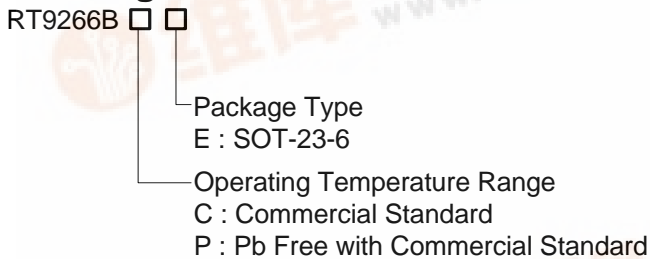 RT9266B □ □
Package Type
E : SOT-23-6
Operating Temperature Range
C : Commercial Standard
P : Pb Free with Commercial Standard